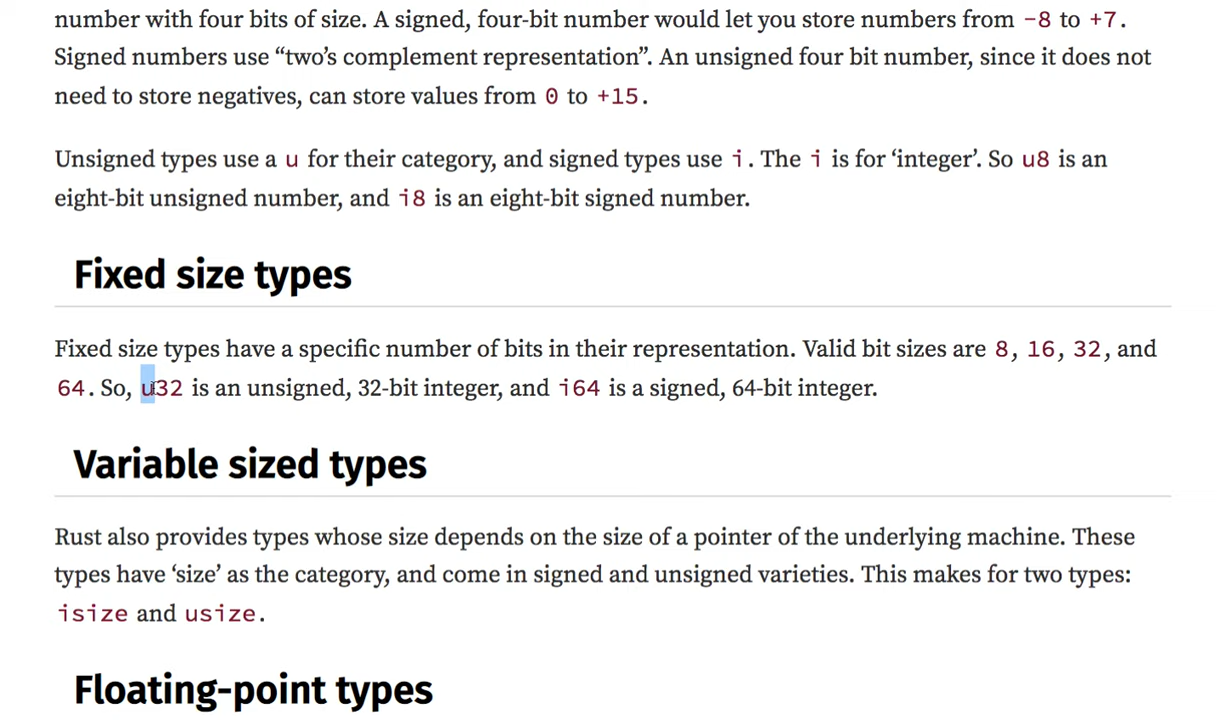 number with four bits of size. A signed, four-bit number would let you store numbers from -8 to +7.
Signed numbers use “two’s complement representation”. An unsigned four bit number, since it does not
need to store negatives, can store values from 0 to +15.
Unsigned types use a u for their category, and signed types use i. The i is for ‘integer’. So u8 is an
eight-bit unsigned number, and i8 is an eight-bit signed number.
Fixed size types
Fixed size types have a specific number of bits in their representation. Valid bit sizes are 8, 16, 32, and
64. So, u32 is an unsigned, 32-bit integer, and i64 is a signed, 64-bit integer.
Variable sized types
Rust also provides types whose size depends on the size of a pointer of the underlying machine. These
types have ‘size’ as the category, and come in signed and unsigned varieties. This makes for two types:
isize and usize.
Floating-point types